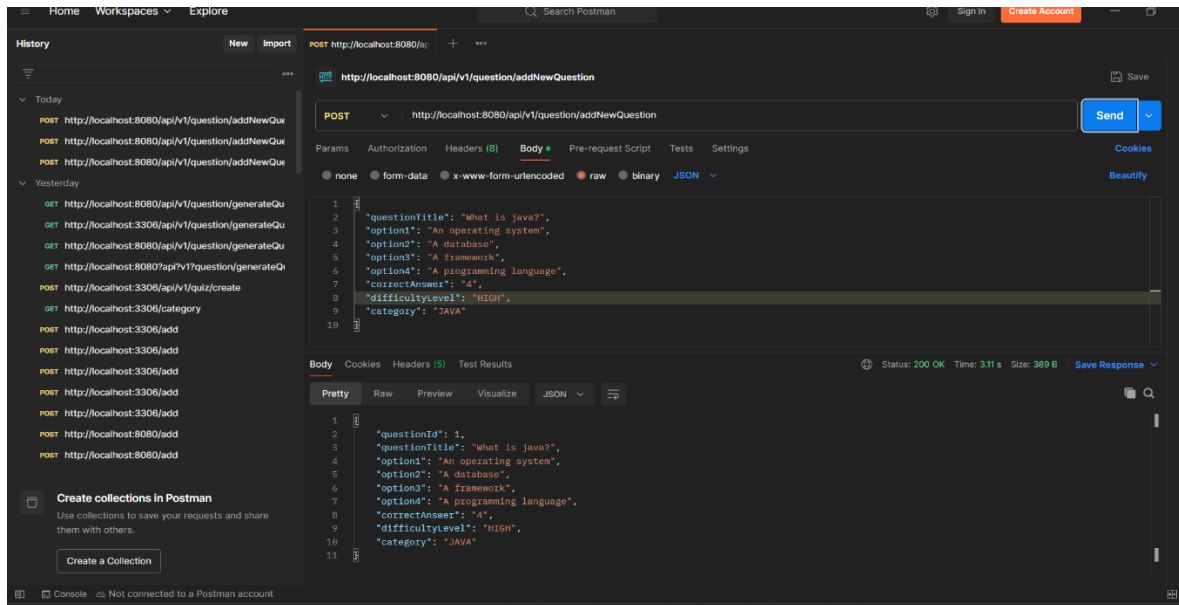 Home Workspaces Explore Search Postman Sign In Create Account
History New Import
POST http://localhost:8080/ap
http://localhost:8080/api/v1/question/addNewQuestion Save
Today
POST http://localhost:8080/api/v1/question/addNewQue
POST http://localhost:8080/api/v1/question/addNewQue
POST http://localhost:8080/api/v1/question/addNewQue
Yesterday
GET http://localhost:8080/api/v1/question/generateQu
GET http://localhost:3306/api/v1/question/generateQu
GET http://localhost:8080/api/v1/question/generateQu
GET http://localhost:8080?api?v1?question/generateQu
POST http://localhost:3306/api/v1/quiz/create
GET http://localhost:3306/category
POST http://localhost:3306/add
POST http://localhost:3306/add
POST http://localhost:3306/add
POST http://localhost:3306/add
POST http://localhost:3306/add
POST http://localhost:8080/add
POST http://localhost:8080/add
Create collections in Postman
Use collections to save your requests and share
them with others.
Create a Collection
POST http://localhost:8080/api/v1/question/addNewQuestion Send
Params Authorization Headers (8) Body Pre-request Script Tests Settings Cookies
none form-data x-www-form-urlencoded raw binary JSON Beautify
1 {
2 "questionTitle": "What is java?",
3 "option1": "An operating system",
4 "option2": "A database",
5 "option3": "A framework",
6 "option4": "A programming language",
7 "correctAnswer": "4",
8 "difficultyLevel": "HIGH",
9 "category": "JAVA"
10 }
Body Cookies Headers (5) Test Results Status: 200 OK Time: 3.11 s Size: 389 B Save Response
Pretty Raw Preview Visualize JSON
1 {
2 "questionId": 1,
3 "questionTitle": "What is java?",
4 "option1": "An operating system",
5 "option2": "A database",
6 "option3": "A framework",
7 "option4": "A programming language",
8 "correctAnswer": "4",
9 "difficultyLevel": "HIGH",
10 "category": "JAVA"
11 }
Console Not connected to a Postman account